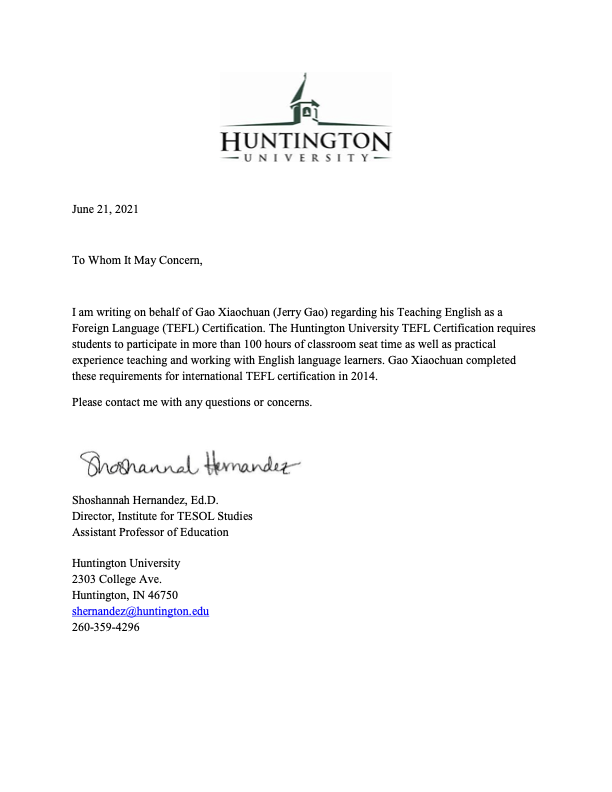 HUNTINGTON
UNIVERSITY
June 21, 2021
To Whom It May Concern,
I am writing on behalf of Gao Xiaochuan (Jerry Gao) regarding his Teaching English as a
Foreign Language (TEFL) Certification. The Huntington University TEFL Certification requires
students to participate in more than 100 hours of classroom seat time as well as practical
experience teaching and working with English language learners. Gao Xiaochuan completed
these requirements for international TEFL certification in 2014.
Please contact me with any questions or concerns.
Shoshannah Hernandez
Shoshannah Hernandez, Ed.D.
Director, Institute for TESOL Studies
Assistant Professor of Education
Huntington University
2303 College Ave.
Huntington, IN 46750
shernandez@huntington.edu
260-359-4296